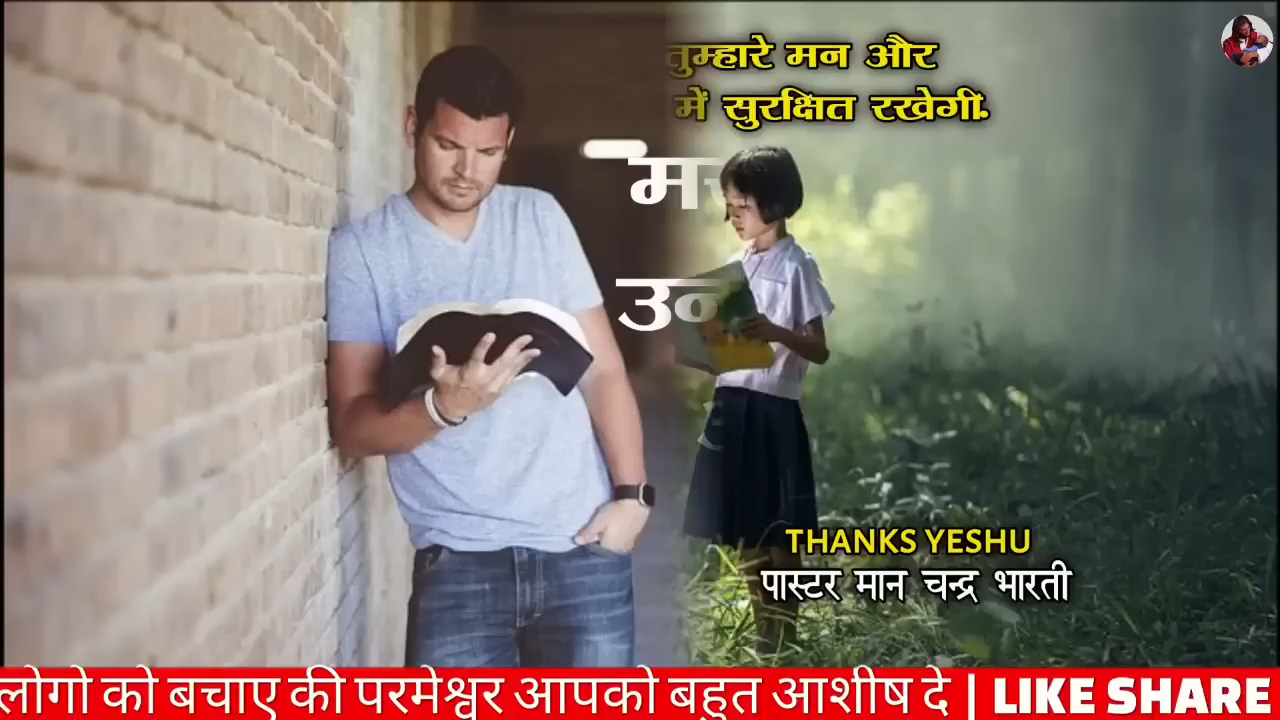 तुम्हारे मन और
में सुरक्षित रखेगी.
THANKS YESHU
पास्टर मान चन्द्र भारती
लोगो को बचाए की परमेश्वर आपको बहुत आशीष दे | LIKE SHARE